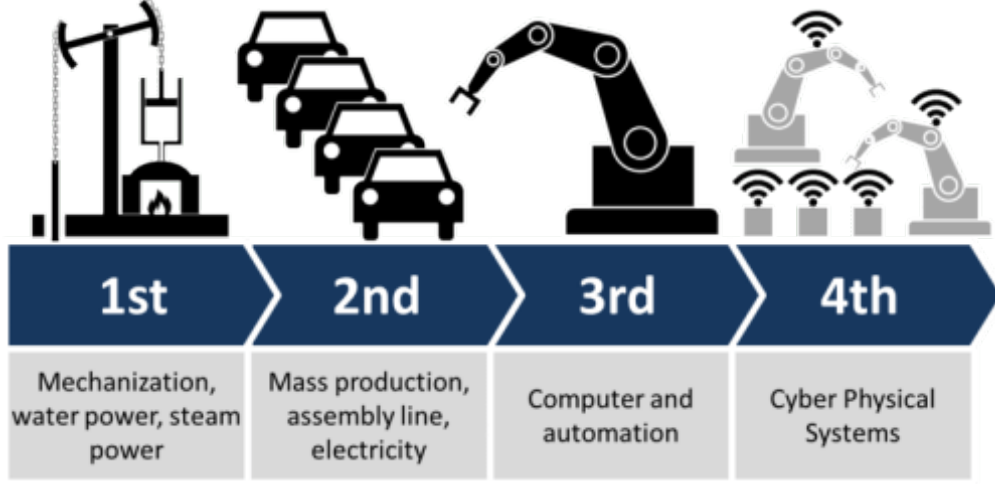 1st
2nd
3rd
4th
Mechanization,
water power, steam
power
Mass production,
assembly line,
electricity
Computer and
automation
Cyber Physical
Systems